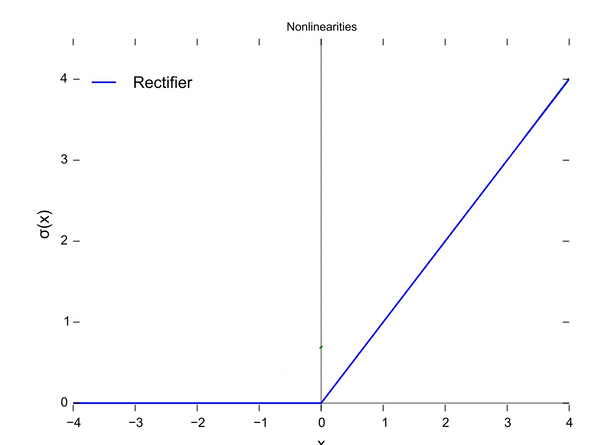 Nonlinearities
Rectifier
4
3
2
1
0
σ(x)
−4 −3 −2 −1 0 1 2 3 4
x